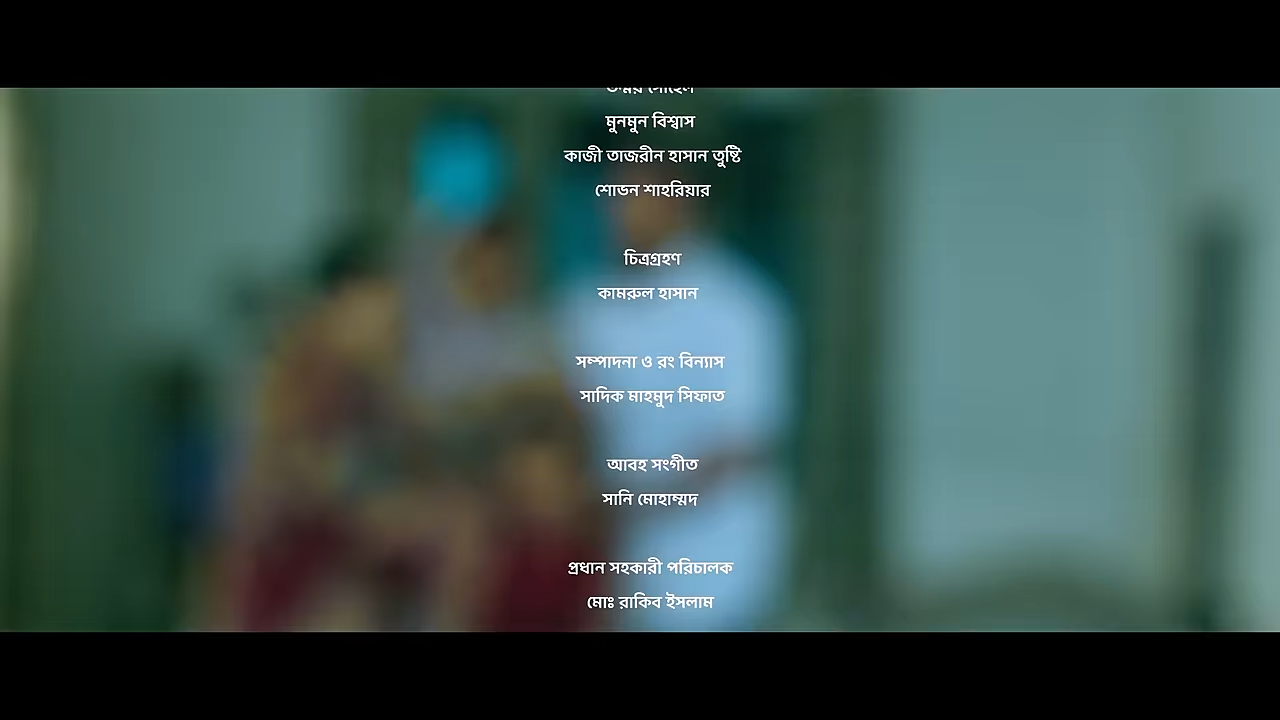 মুনমুন বিশ্বাস
কাজী তাজরীন হাসান তুষ্টি
শোভন শাহরিয়ার
চিত্রগ্রহণ
কামরুল হাসান
সম্পাদনা ও রং বিন্যাস
সাদিক মাহমুদ সিফাত
আবহ সংগীত
সানি মোহাম্মদ
প্রধান সহকারী পরিচালক
মোঃ রাকিব ইসলাম